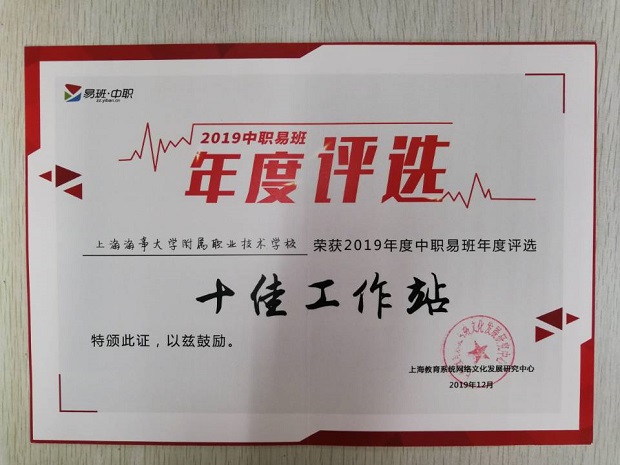 易班·中职
zz.yiban.cn
2019中职易班
年度评选
上海海事大学附属职业技术学校 荣获2019年度中职易班年度评选
十佳工作站
特颁此证，以兹鼓励。
上海教育系统网络文化发展研究中心
2019年12月